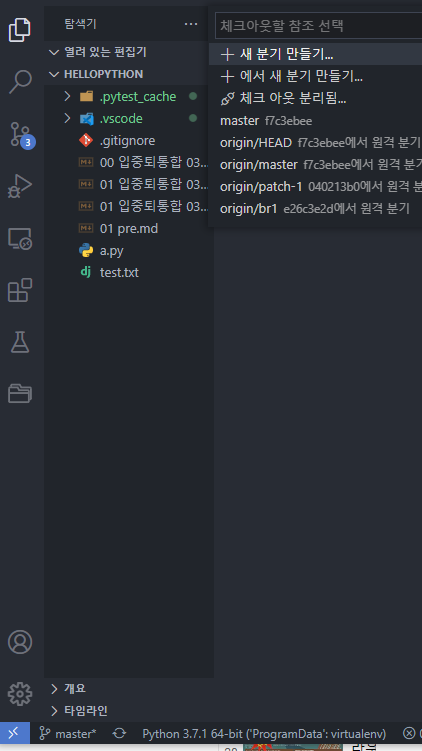 탐색기
체크아웃할 참조 선택
열려 있는 편집기
+ 새 분기 만들기...
HELLOPYTHON
+ 에서 새 분기 만들기...
.pytest_cache
체크 아웃 분리됨...
.vscode
master f7c3ebee
.gitignore
origin/HEAD f7c3ebee에서 원격 분기
00 입중퇴통합 03...
origin/master f7c3ebee에서 원격 분기
01 입중퇴통합 03...
origin/patch-1 040213b0에서 원격 분
01 입중퇴통합 03...
origin/br1 e26c3e2d에서 원격 분기
01 pre.md
a.py
dj test.txt
3
개요
타임라인
master* Python 3.7.1 64-bit ('ProgramData': virtualenv)